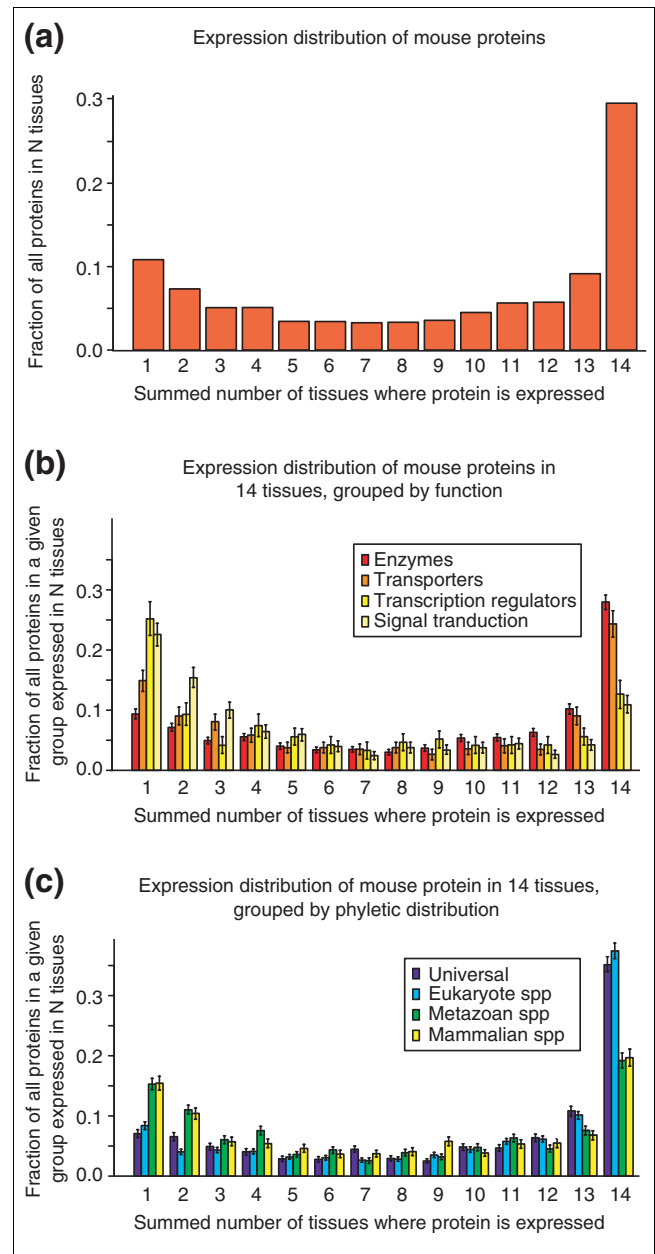 (a)
Expression distribution of mouse proteins
Fraction of all proteins in N tissues
0.3
0.2
0.1
0.0
1 2 3 4 5 6 7 8 9 10 11 12 13 14
Summed number of tissues where protein is expressed
(b)
Expression distribution of mouse proteins in
14 tissues, grouped by function
Fraction of all proteins in a given
group expressed in N tissues
0.3
0.2
0.1
0.0
Enzymes
Transporters
Transcription regulators
Signal tranduction
1 2 3 4 5 6 7 8 9 10 11 12 13 14
Summed number of tissues where protein is expressed
(c)
Expression distribution of mouse protein in 14 tissues,
grouped by phyletic distribution
Fraction of all proteins in a given
group expressed in N tissues
0.3
0.2
0.1
0.0
Universal
Eukaryote spp
Metazoan spp
Mammalian spp
1 2 3 4 5 6 7 8 9 10 11 12 13 14
Summed number of tissues where protein is expressed